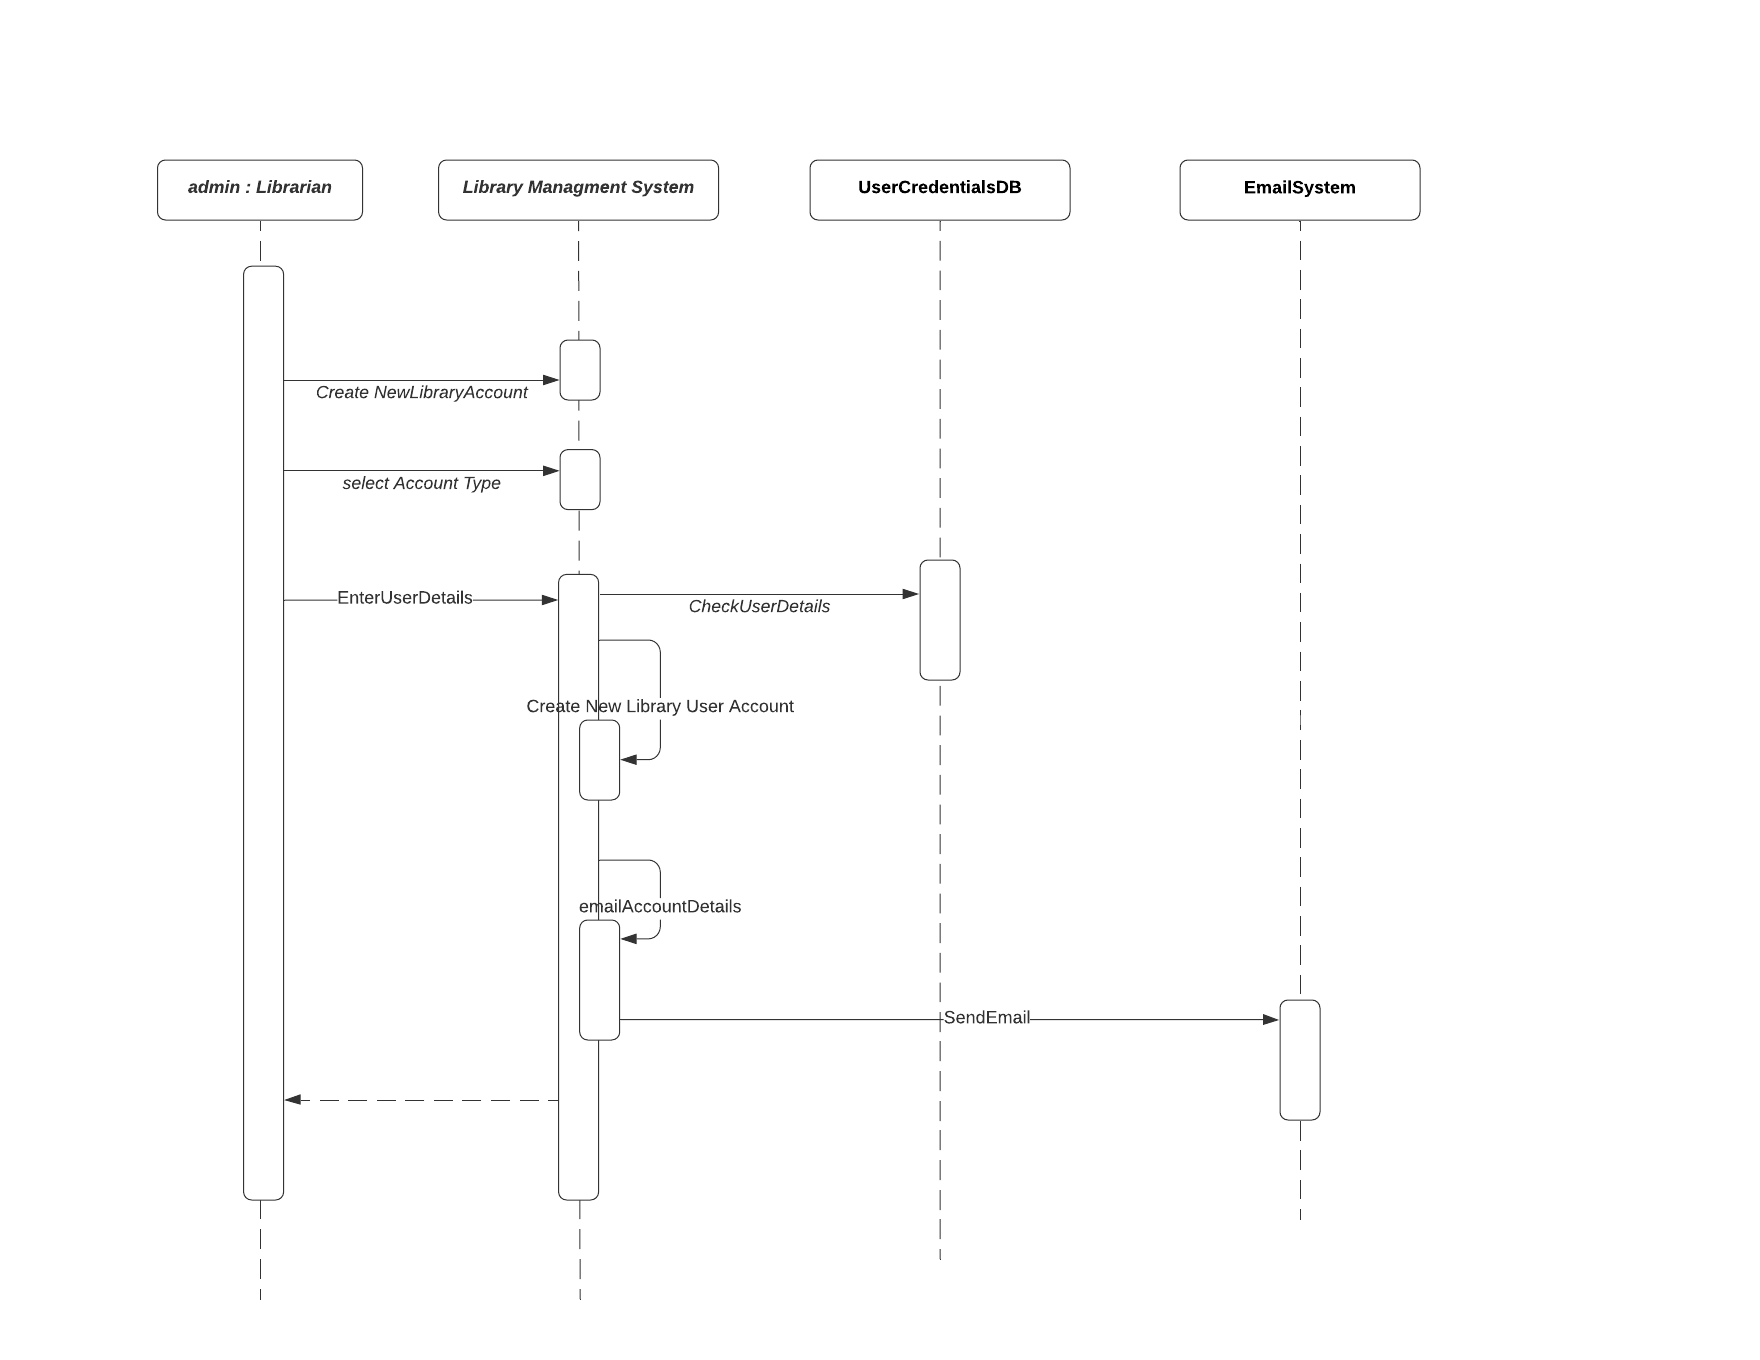 admin : Librarian
Library Managment System
UserCredentialsDB
EmailSystem
Create NewLibraryAccount
select Account Type
EnterUserDetails
CheckUserDetails
Create New Library User Account
emailAccountDetails
SendEmail